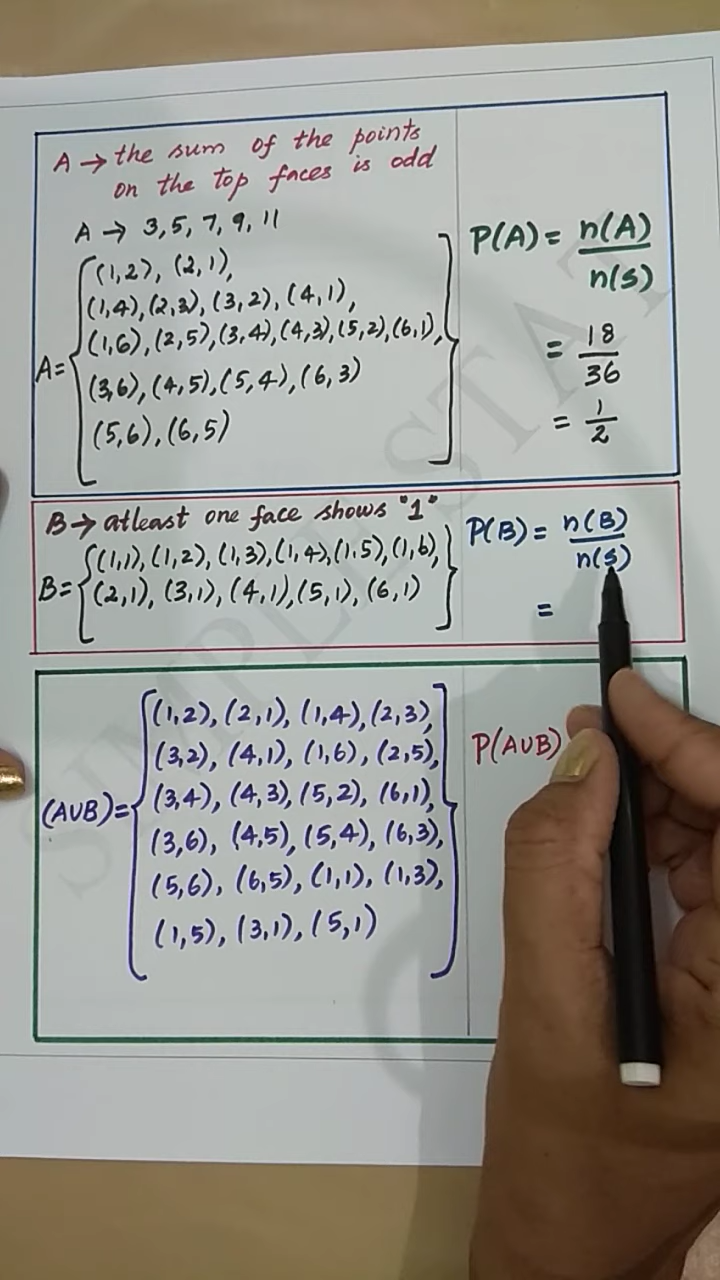 A → the sum of the points
on the top faces is odd
A → 3, 5, 7, 9, 11
A = { (1,2), (2,1),
(1,4), (2,3), (3,2), (4,1),
(1,6), (2,5), (3,4), (4,3), (5,2), (6,1),
(3,6), (4,5), (5,4), (6,3)
(5,6), (6,5) }
P(A) = n(A)/n(S)
= 18/36
= 1/2
B → atleast one face shows "1"
B = { (1,1), (1,2), (1,3), (1,4), (1,5), (1,6),
(2,1), (3,1), (4,1), (5,1), (6,1) }
P(B) = n(B)/n(S)
=
(A∪B) = { (1,2), (2,1), (1,4), (2,3),
(3,2), (4,1), (1,6), (2,5),
(3,4), (4,3), (5,2), (6,1),
(3,6), (4,5), (5,4), (6,3),
(5,6), (6,5), (1,1), (1,3),
(1,5), (3,1), (5,1) }
P(A∪B)
SIMPLE STAT